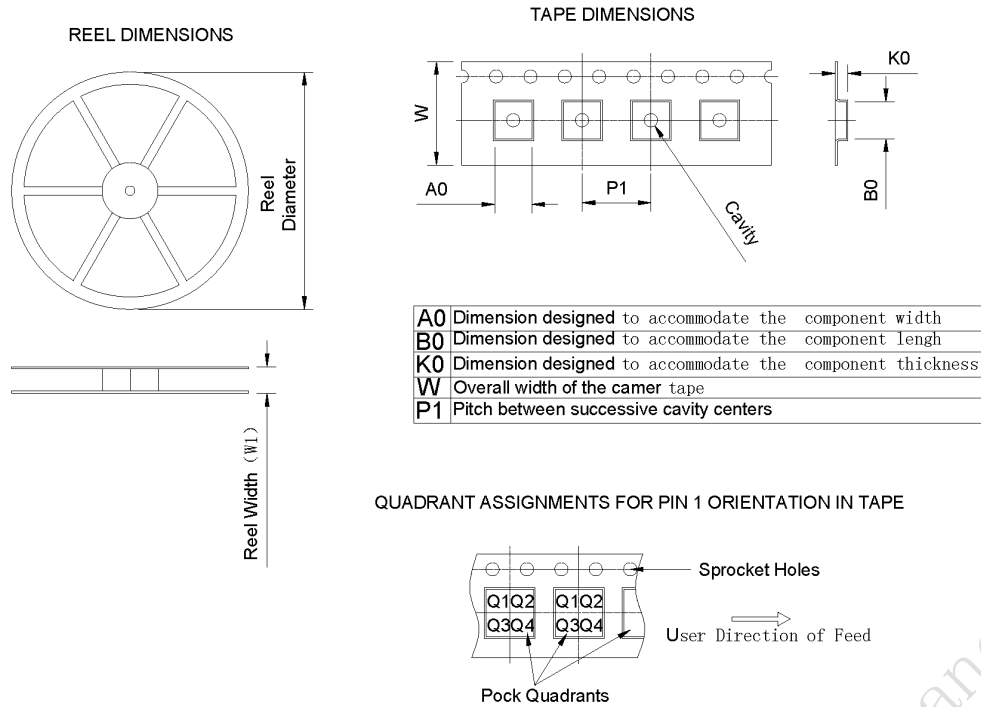 REEL DIMENSIONS
TAPE DIMENSIONS
Reel
Diameter
W
K0
A0
P1
B0
Cavity
A0 Dimension designed to accommodate the component width
B0 Dimension designed to accommodate the component lengh
K0 Dimension designed to accommodate the component thickness
W Overall width of the camer tape
P1 Pitch between successive cavity centers
Reel Width (W1)
QUADRANT ASSIGNMENTS FOR PIN 1 ORIENTATION IN TAPE
Sprocket Holes
Q1Q2 Q1Q2
Q3Q4 Q3Q4
User Direction of Feed
Pock Quadrants